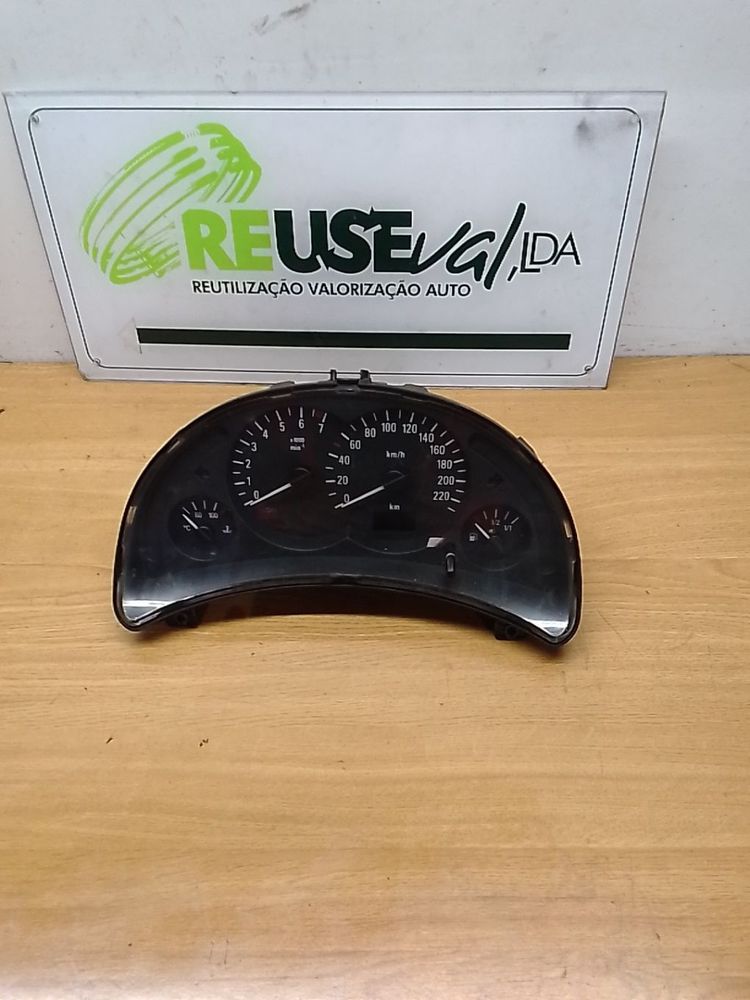 REUSEval, LDA
REUTILIZAÇÃO VALORIZAÇÃO AUTO
0 1 2 3 4 5 6 7
x1000
min⁻¹
0 20 40 60 80 100 120 140 160 180 200 220
km/h
km
°C 100
1/2 1/1